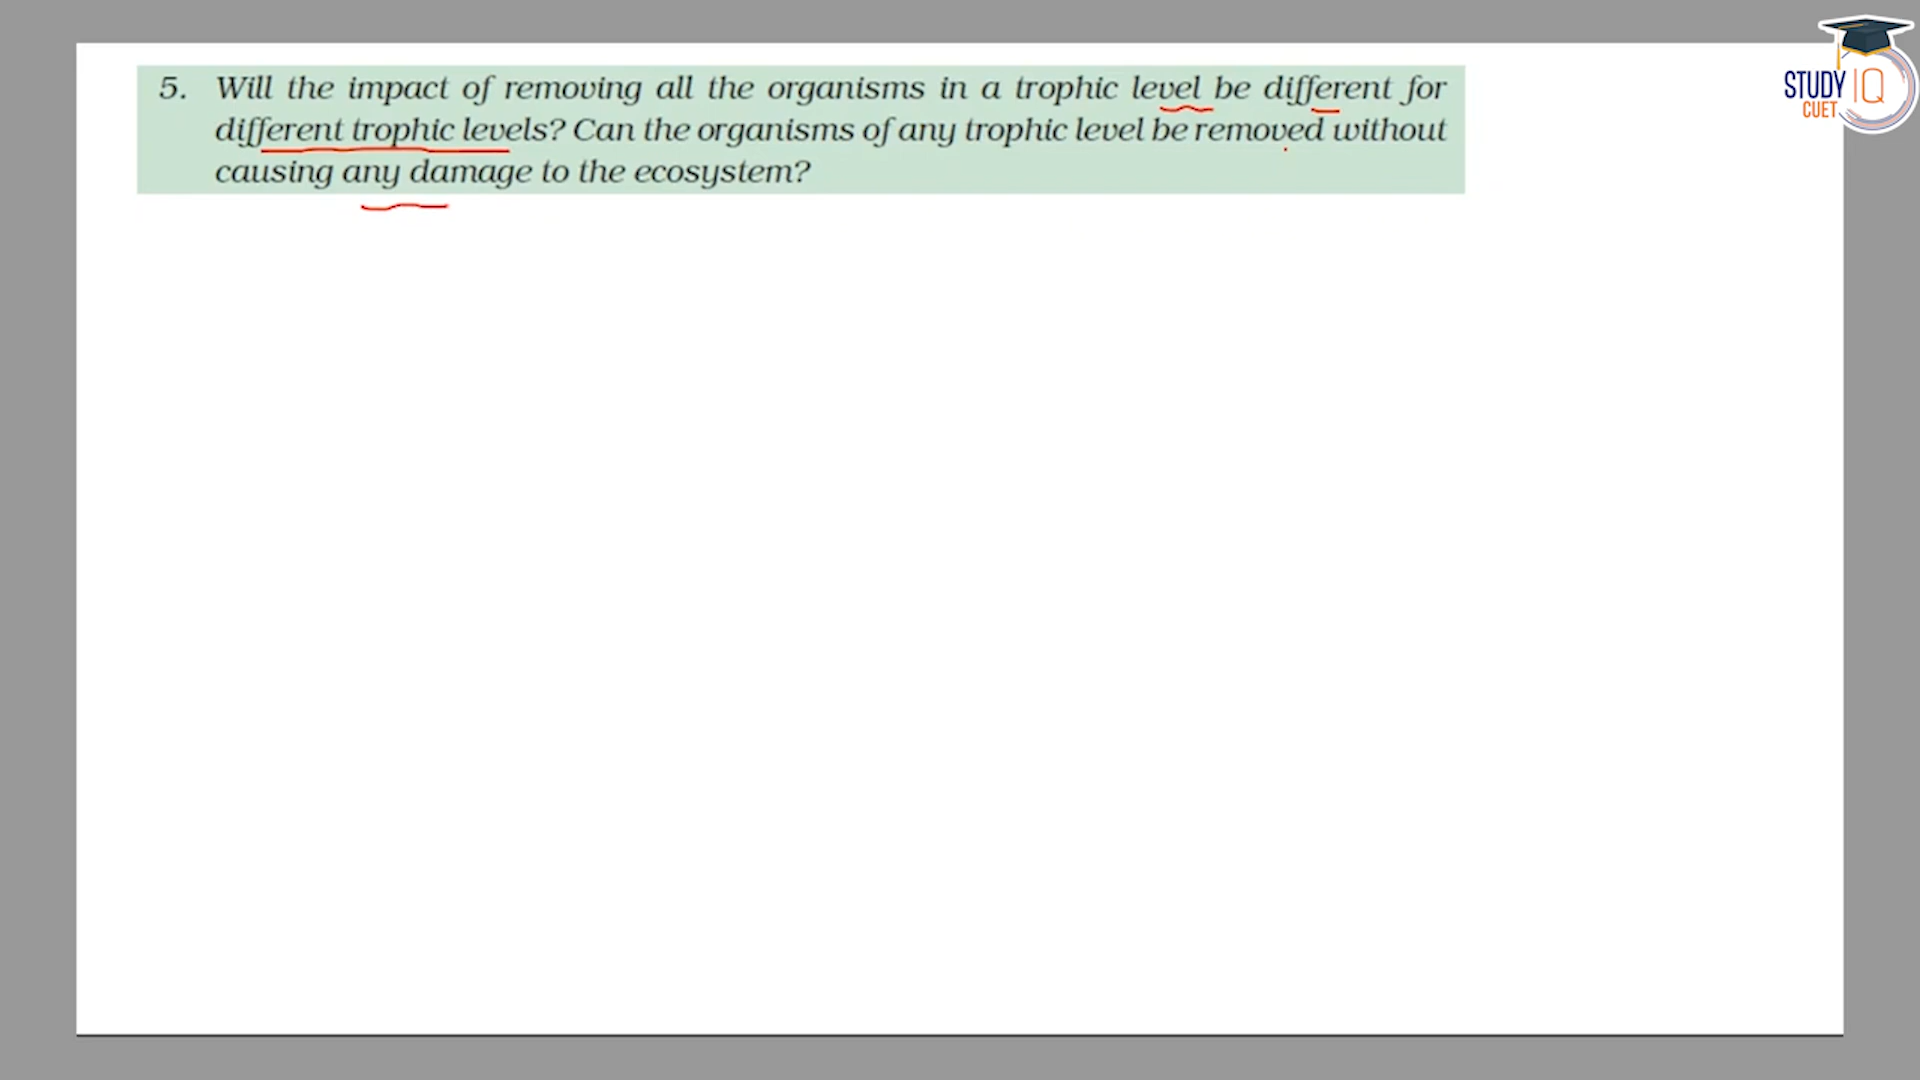 5. Will the impact of removing all the organisms in a trophic level be different for
different trophic levels? Can the organisms of any trophic level be removed without
causing any damage to the ecosystem?
STUDY IQ
CUET